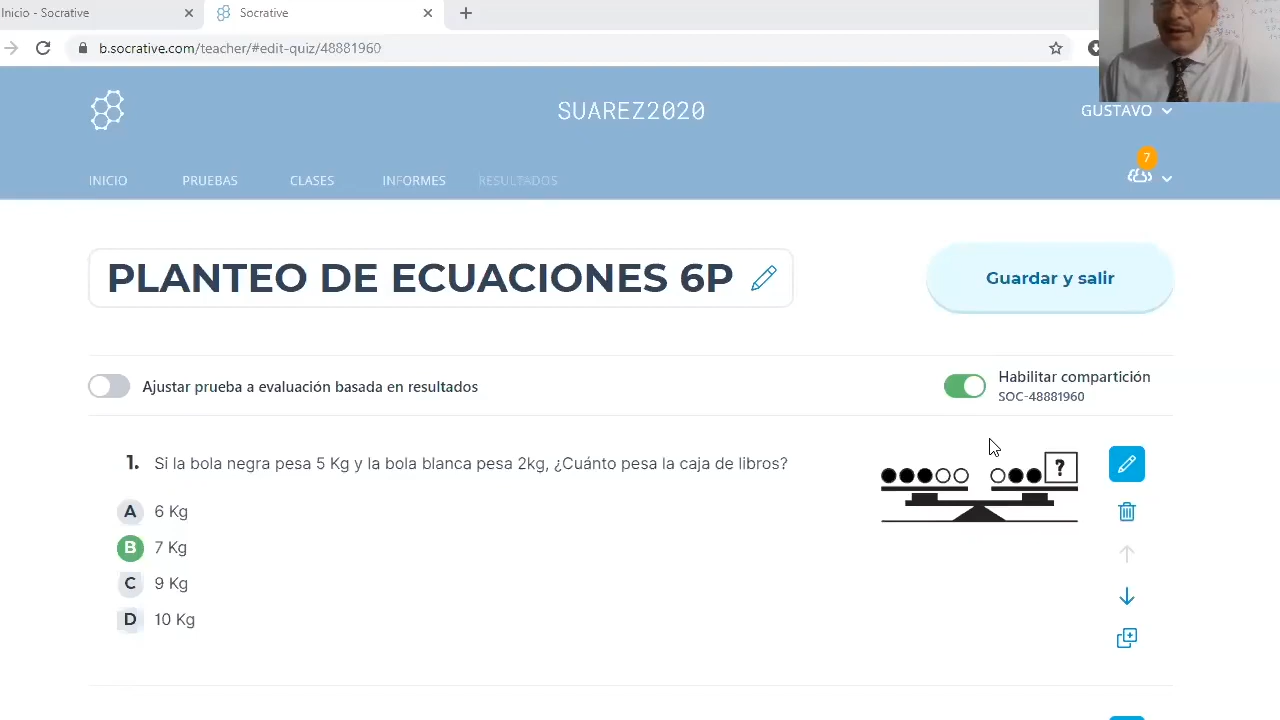 Inicio - Socrative
Socrative
b.socrative.com/teacher/#edit-quiz/48881960
SUAREZ2020
GUSTAVO
7
INICIO PRUEBAS CLASES INFORMES RESULTADOS
PLANTEO DE ECUACIONES 6P
Guardar y salir
Ajustar prueba a evaluación basada en resultados
Habilitar compartición
SOC-48881960
1. Si la bola negra pesa 5 Kg y la bola blanca pesa 2kg, ¿Cuánto pesa la caja de libros?
?
A 6 Kg
B 7 Kg
C 9 Kg
D 10 Kg